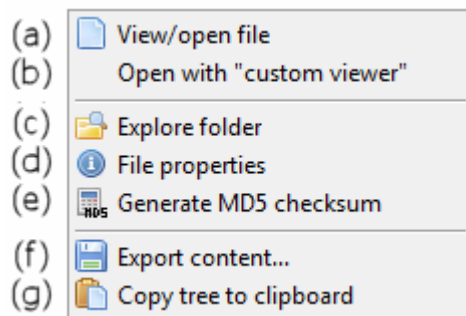 (a) View/open file
(b) Open with "custom viewer"
(c) Explore folder
(d) File properties
(e) MD5 Generate MD5 checksum
(f) Export content...
(g) Copy tree to clipboard